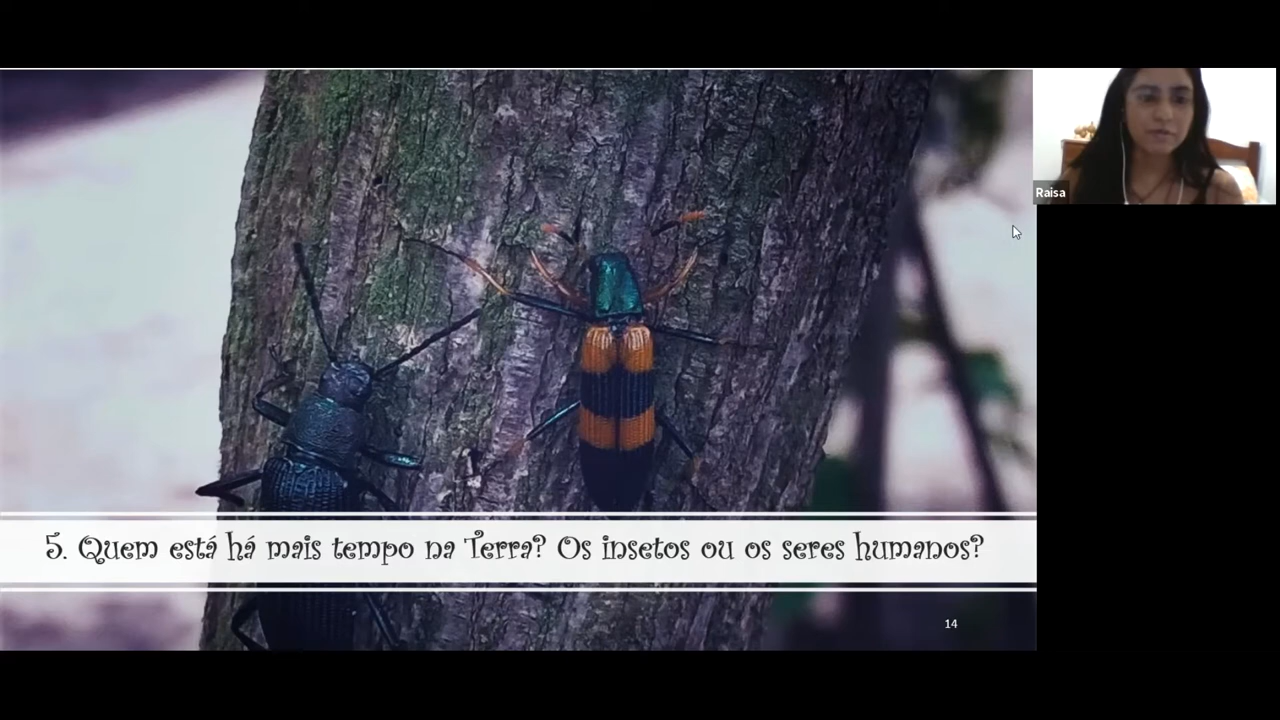 Raisa
5. Quem está há mais tempo na Terra? Os insetos ou os seres humanos?
14